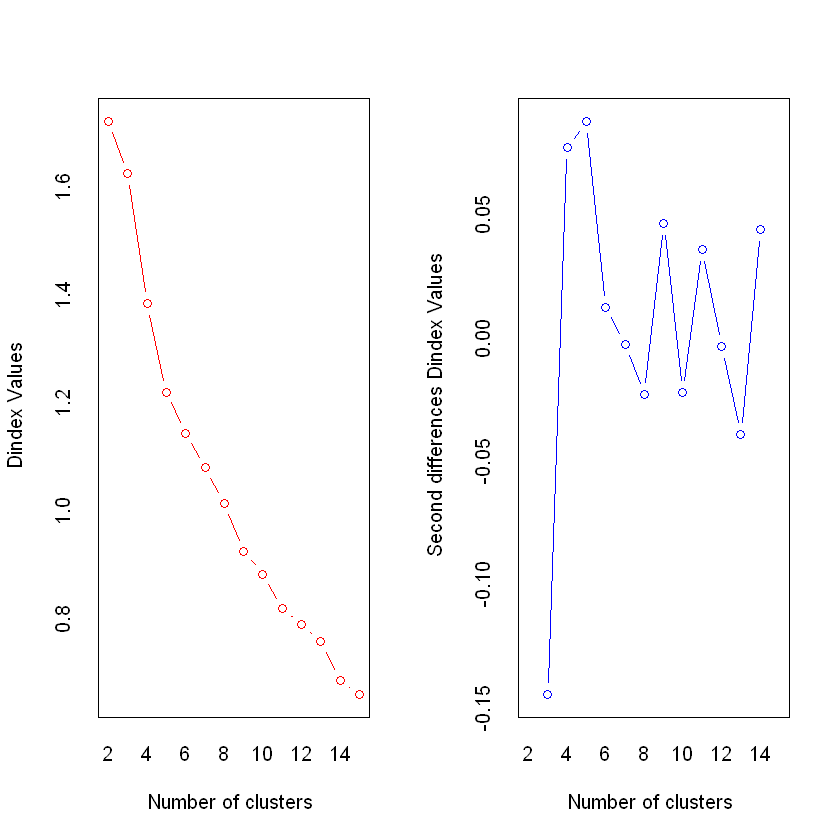 Dindex Values
1.6
1.4
1.2
1.0
0.8
2 4 6 8 10 12 14
Number of clusters
Second differences Dindex Values
0.05
0.00
-0.05
-0.10
-0.15
2 4 6 8 10 12 14
Number of clusters